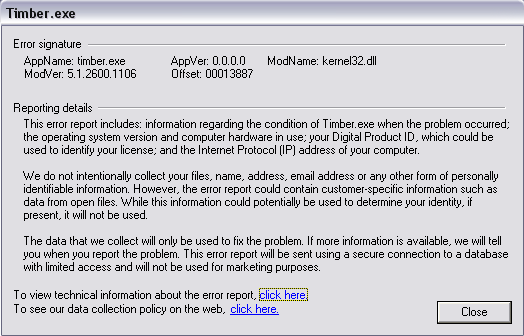 Timber.exe
Error signature
AppName: timber.exe AppVer: 0.0.0.0 ModName: kernel32.dll
ModVer: 5.1.2600.1106 Offset: 00013887
Reporting details
This error report includes: information regarding the condition of Timber.exe when the problem occurred;
the operating system version and computer hardware in use; your Digital Product ID, which could be used
to identify your license; and the Internet Protocol (IP) address of your computer.
We do not intentionally collect your files, name, address, email address or any other form of personally
identifiable information. However, the error report could contain customer-specific information such as
data from open files. While this information could potentially be used to determine your identity, if
present, it will not be used.
The data that we collect will only be used to fix the problem. If more information is available, we will tell
you when you report the problem. This error report will be sent using a secure connection to a database
with limited access and will not be used for marketing purposes.
To view technical information about the error report, click here.
To see our data collection policy on the web, click here.
Close